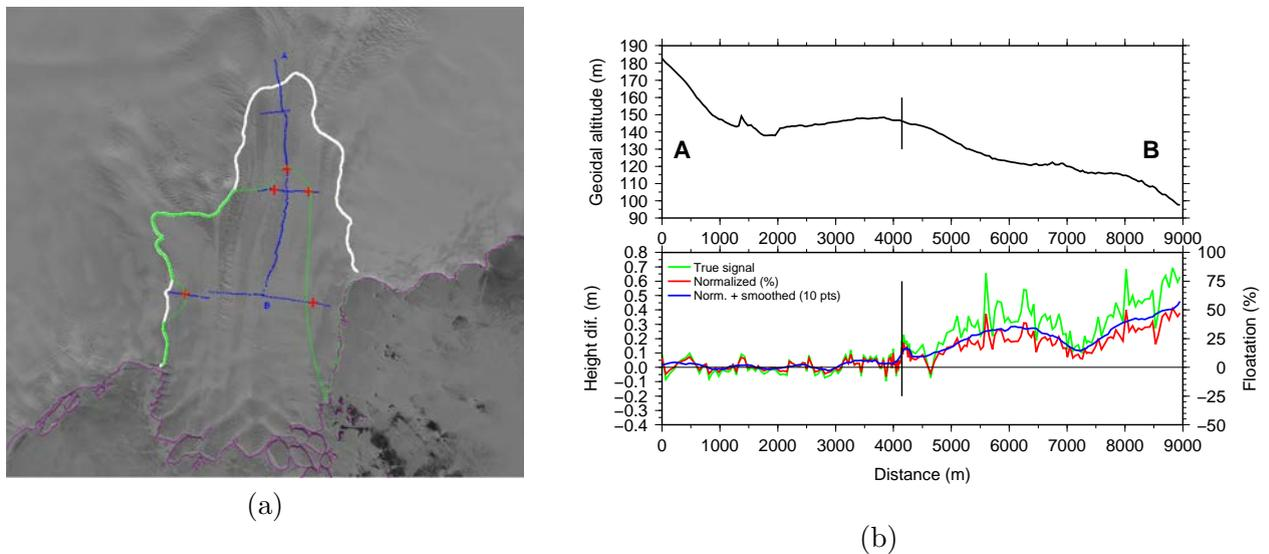 A
B
(a)
190
180
170
160
150
140
130
120
110
100
90
Geoidal altitude (m)
A
B
0 1000 2000 3000 4000 5000 6000 7000 8000 9000
0.8
0.7
0.6
0.5
0.4
0.3
0.2
0.1
−0.0
−0.1
−0.2
−0.3
−0.4
Height dif. (m)
True signal
Normalized (%)
Norm. + smoothed (10 pts)
100
75
50
25
0
−25
−50
Floatation (%)
0 1000 2000 3000 4000 5000 6000 7000 8000 9000
Distance (m)
(b)